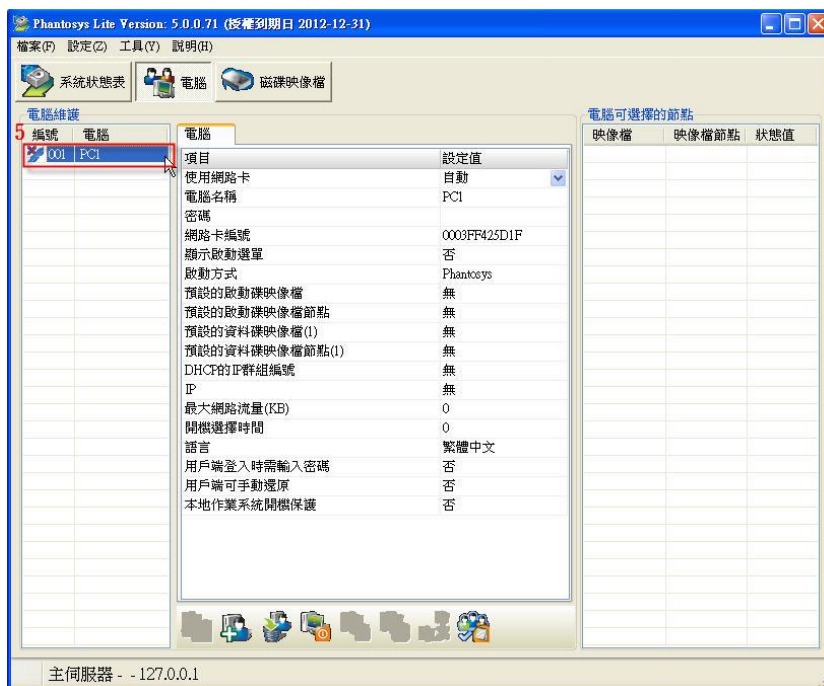 Phantosys Lite Version: 5.0.0.71 (授權到期日 2012-12-31)
檔案(F) 設定(Z) 工具(Y) 說明(H)
系統狀態表 電腦 磁碟映像檔
電腦維護
5 編號 電腦
001 PC1
電腦
項目 設定值
使用網路卡 自動
電腦名稱 PC1
密碼
網路卡編號 0003FF425D1F
顯示啟動選單 否
啟動方式 Phantosys
預設的啟動碟映像檔 無
預設的啟動碟映像檔節點 無
預設的資料碟映像檔(1) 無
預設的資料碟映像檔節點(1) 無
DHCP的IP群組編號 無
IP 無
最大網路流量(KB) 0
開機選擇時間 0
語言 繁體中文
用戶端登入時需輸入密碼 否
用戶端可手動還原 否
本地作業系統開機保護 否
電腦可選擇的節點
映像檔 映像檔節點 狀態值
主伺服器 - - 127.0.0.1